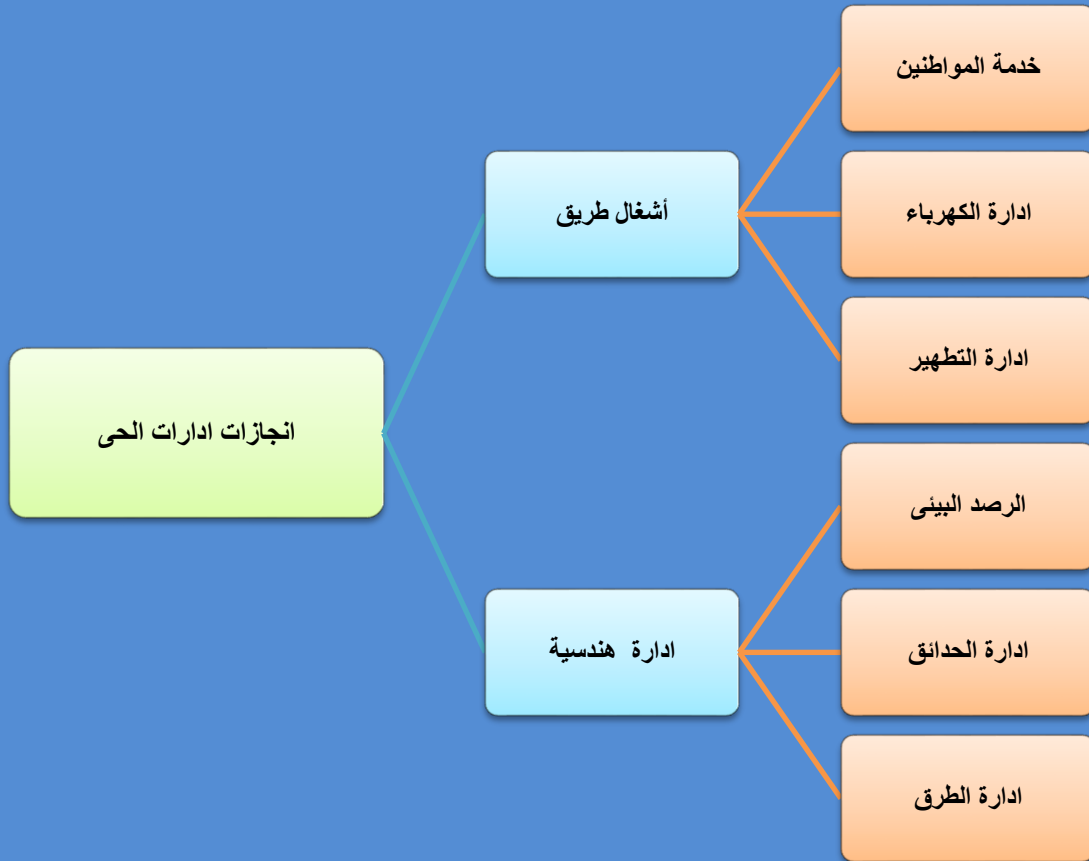 خدمة المواطنين
أشغال طريق
ادارة الكهرباء
ادارة التطهير
انجازات ادارات الحى
الرصد البيئى
ادارة هندسية
ادارة الحدائق
ادارة الطرق